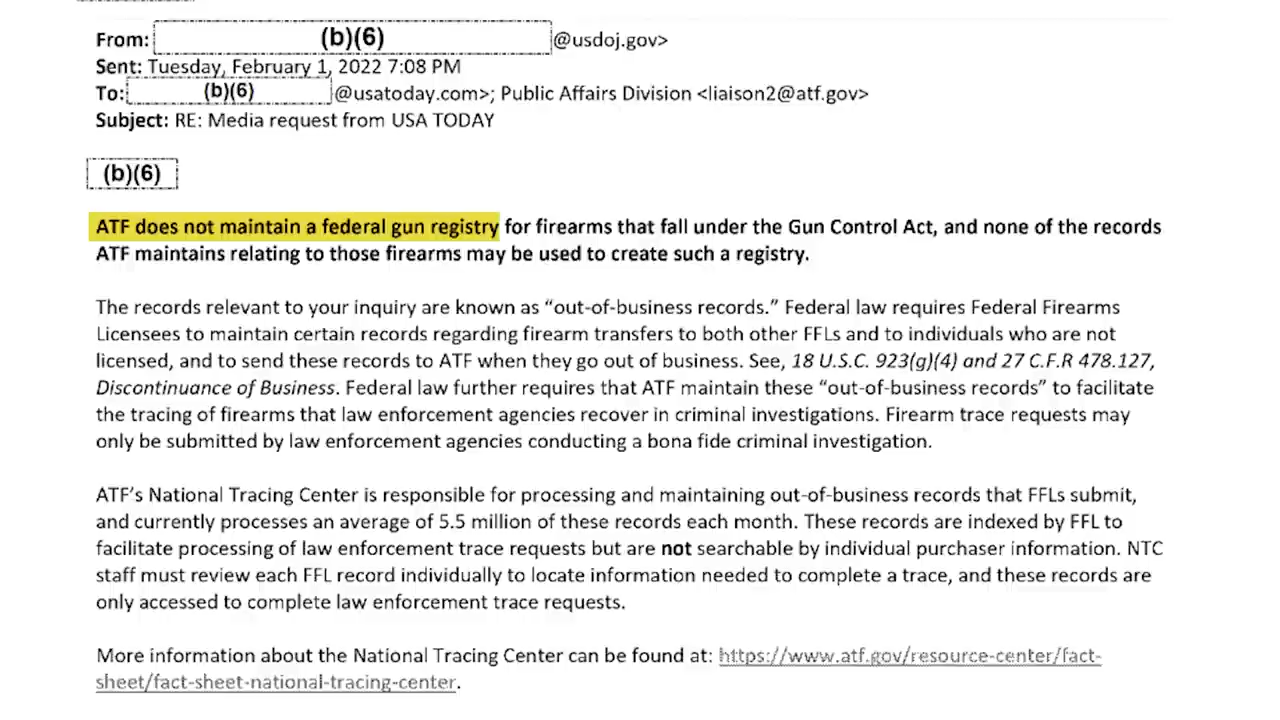 From: (b)(6) @usdoj.gov>
Sent: Tuesday, February 1, 2022 7:08 PM
To: (b)(6) @usatoday.com>; Public Affairs Division <liaison2@atf.gov>
Subject: RE: Media request from USA TODAY
(b)(6)
ATF does not maintain a federal gun registry for firearms that fall under the Gun Control Act, and none of the records
ATF maintains relating to those firearms may be used to create such a registry.
The records relevant to your inquiry are known as “out-of-business records.” Federal law requires Federal Firearms
Licensees to maintain certain records regarding firearm transfers to both other FFLs and to individuals who are not
licensed, and to send these records to ATF when they go out of business. See, 18 U.S.C. 923(g)(4) and 27 C.F.R 478.127,
Discontinuance of Business. Federal law further requires that ATF maintain these “out-of-business records” to facilitate
the tracing of firearms that law enforcement agencies recover in criminal investigations. Firearm trace requests may
only be submitted by law enforcement agencies conducting a bona fide criminal investigation.
ATF’s National Tracing Center is responsible for processing and maintaining out-of-business records that FFLs submit,
and currently processes an average of 5.5 million of these records each month. These records are indexed by FFL to
facilitate processing of law enforcement trace requests but are not searchable by individual purchaser information. NTC
staff must review each FFL record individually to locate information needed to complete a trace, and these records are
only accessed to complete law enforcement trace requests.
More information about the National Tracing Center can be found at: https://www.atf.gov/resource-center/fact-
sheet/fact-sheet-national-tracing-center.